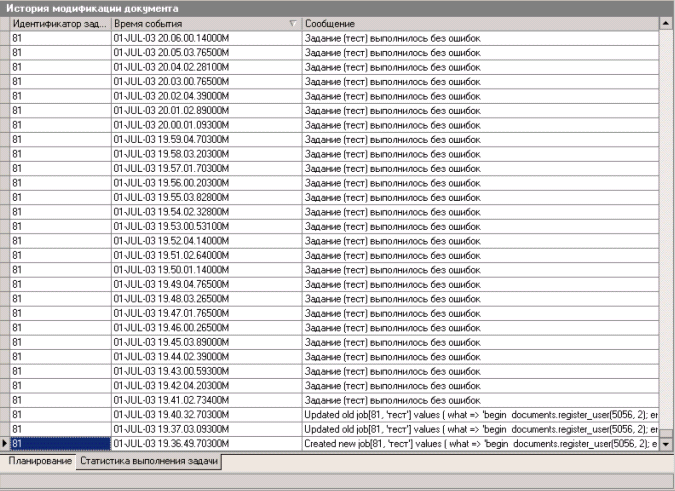 История модификации документа
Идентификатор зад... Время события Сообщение
81 01-JUL-03 20.06.00.14000M Задание (тест) выполнилось без ошибок
81 01-JUL-03 20.05.03.76500M Задание (тест) выполнилось без ошибок
81 01-JUL-03 20.04.02.28100M Задание (тест) выполнилось без ошибок
81 01-JUL-03 20.03.00.76500M Задание (тест) выполнилось без ошибок
81 01-JUL-03 20.02.04.39000M Задание (тест) выполнилось без ошибок
81 01-JUL-03 20.01.02.89000M Задание (тест) выполнилось без ошибок
81 01-JUL-03 20.00.01.09300M Задание (тест) выполнилось без ошибок
81 01-JUL-03 19.59.04.70300M Задание (тест) выполнилось без ошибок
81 01-JUL-03 19.58.03.20300M Задание (тест) выполнилось без ошибок
81 01-JUL-03 19.57.01.70300M Задание (тест) выполнилось без ошибок
81 01-JUL-03 19.56.00.20300M Задание (тест) выполнилось без ошибок
81 01-JUL-03 19.55.03.82800M Задание (тест) выполнилось без ошибок
81 01-JUL-03 19.54.02.32800M Задание (тест) выполнилось без ошибок
81 01-JUL-03 19.53.00.53100M Задание (тест) выполнилось без ошибок
81 01-JUL-03 19.52.04.14000M Задание (тест) выполнилось без ошибок
81 01-JUL-03 19.51.02.64000M Задание (тест) выполнилось без ошибок
81 01-JUL-03 19.50.01.14000M Задание (тест) выполнилось без ошибок
81 01-JUL-03 19.49.04.76500M Задание (тест) выполнилось без ошибок
81 01-JUL-03 19.48.03.26500M Задание (тест) выполнилось без ошибок
81 01-JUL-03 19.47.01.76500M Задание (тест) выполнилось без ошибок
81 01-JUL-03 19.46.00.26500M Задание (тест) выполнилось без ошибок
81 01-JUL-03 19.45.03.89000M Задание (тест) выполнилось без ошибок
81 01-JUL-03 19.44.02.39000M Задание (тест) выполнилось без ошибок
81 01-JUL-03 19.43.00.59300M Задание (тест) выполнилось без ошибок
81 01-JUL-03 19.42.04.20300M Задание (тест) выполнилось без ошибок
81 01-JUL-03 19.41.02.73400M Задание (тест) выполнилось без ошибок
81 01-JUL-03 19.40.32.70300M Updated old job[81, 'тест'] values ( what => 'begin documents.register_user(5056, 2); er
81 01-JUL-03 19.37.03.09300M Updated old job[81, 'тест'] values ( what => 'begin documents.register_user(5056, 2); er
81 01-JUL-03 19.36.49.70300M Created new job[81, 'тест'] values ( what => 'begin documents.register_user(5056, 2); e
Планирование Статистика выполнения задачи